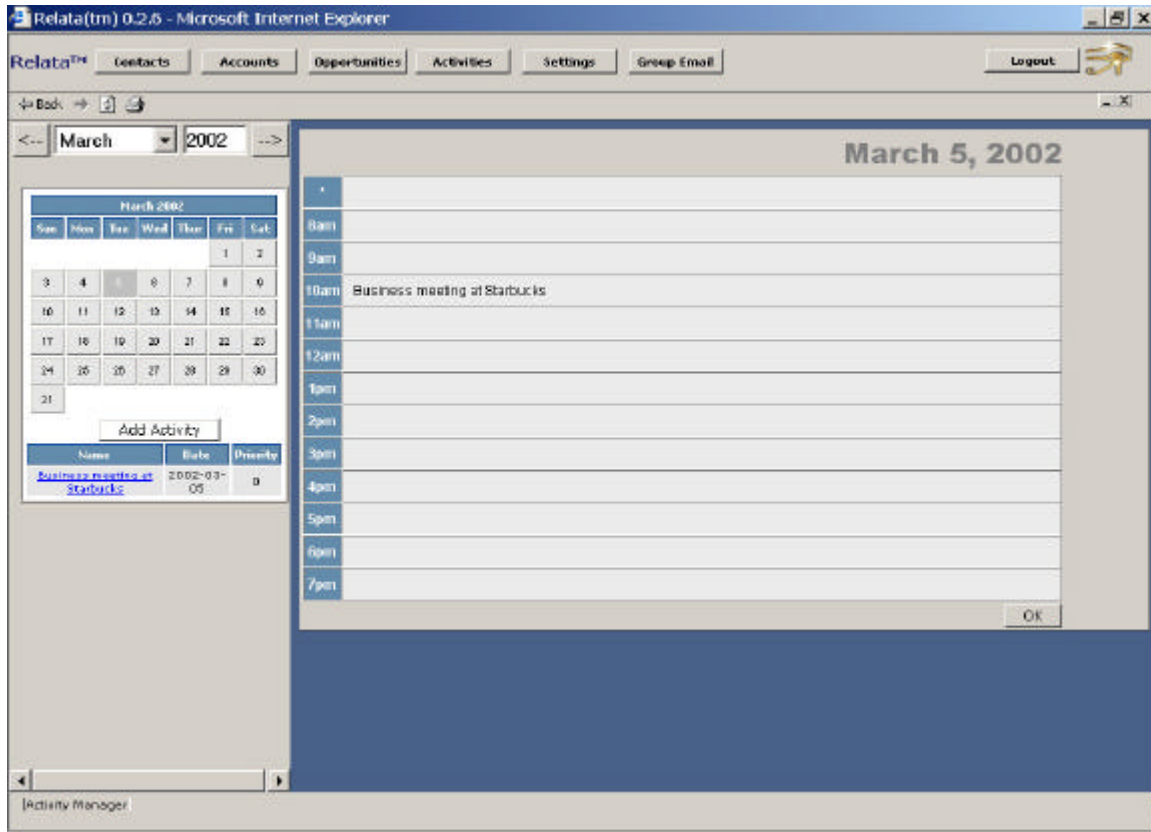 Relata(tm) 0.2.6 - Microsoft Internet Explorer
Relata™ Contacts Accounts Opportunities Activities Settings Group Email Logout
Back
<-- March 2002 -->
March 2002
Sun Mon Tue Wed Thur Fri Sat
1 2
3 4 5 6 7 8 9
10 11 12 13 14 15 16
17 18 19 20 21 22 23
24 25 26 27 28 29 30
31
Add Activity
Name Date Priority
Business meeting at
Starbucks
2002-03-
05
0
March 5, 2002
*
8am
9am
10am Business meeting at Starbucks
11am
12am
1pm
2pm
3pm
4pm
5pm
6pm
7pm
OK
Activity Manager